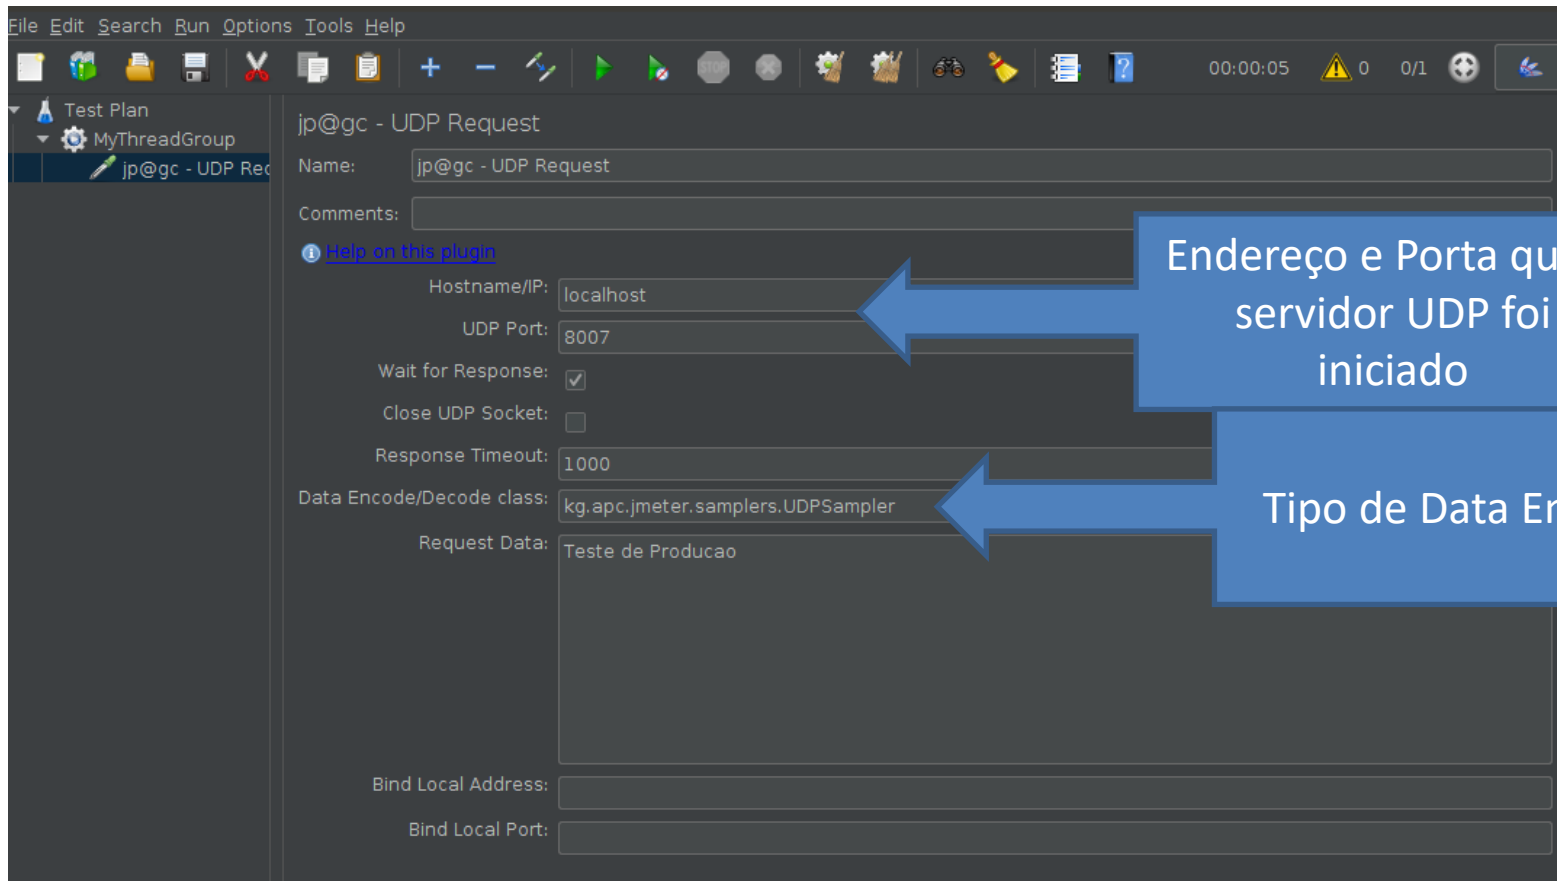 File Edit Search Run Options Tools Help
STOP
00:00:05 0 0/1
Test Plan
MyThreadGroup
jp@gc - UDP Rec
jp@gc - UDP Request
Name: jp@gc - UDP Request
Comments:
Help on this plugin
Hostname/IP: localhost
UDP Port: 8007
Wait for Response:
Close UDP Socket:
Response Timeout: 1000
Data Encode/Decode class: kg.apc.jmeter.samplers.UDPSampler
Request Data: Teste de Producao
Bind Local Address:
Bind Local Port:
Endereço e Porta qu
servidor UDP foi
iniciado
Tipo de Data